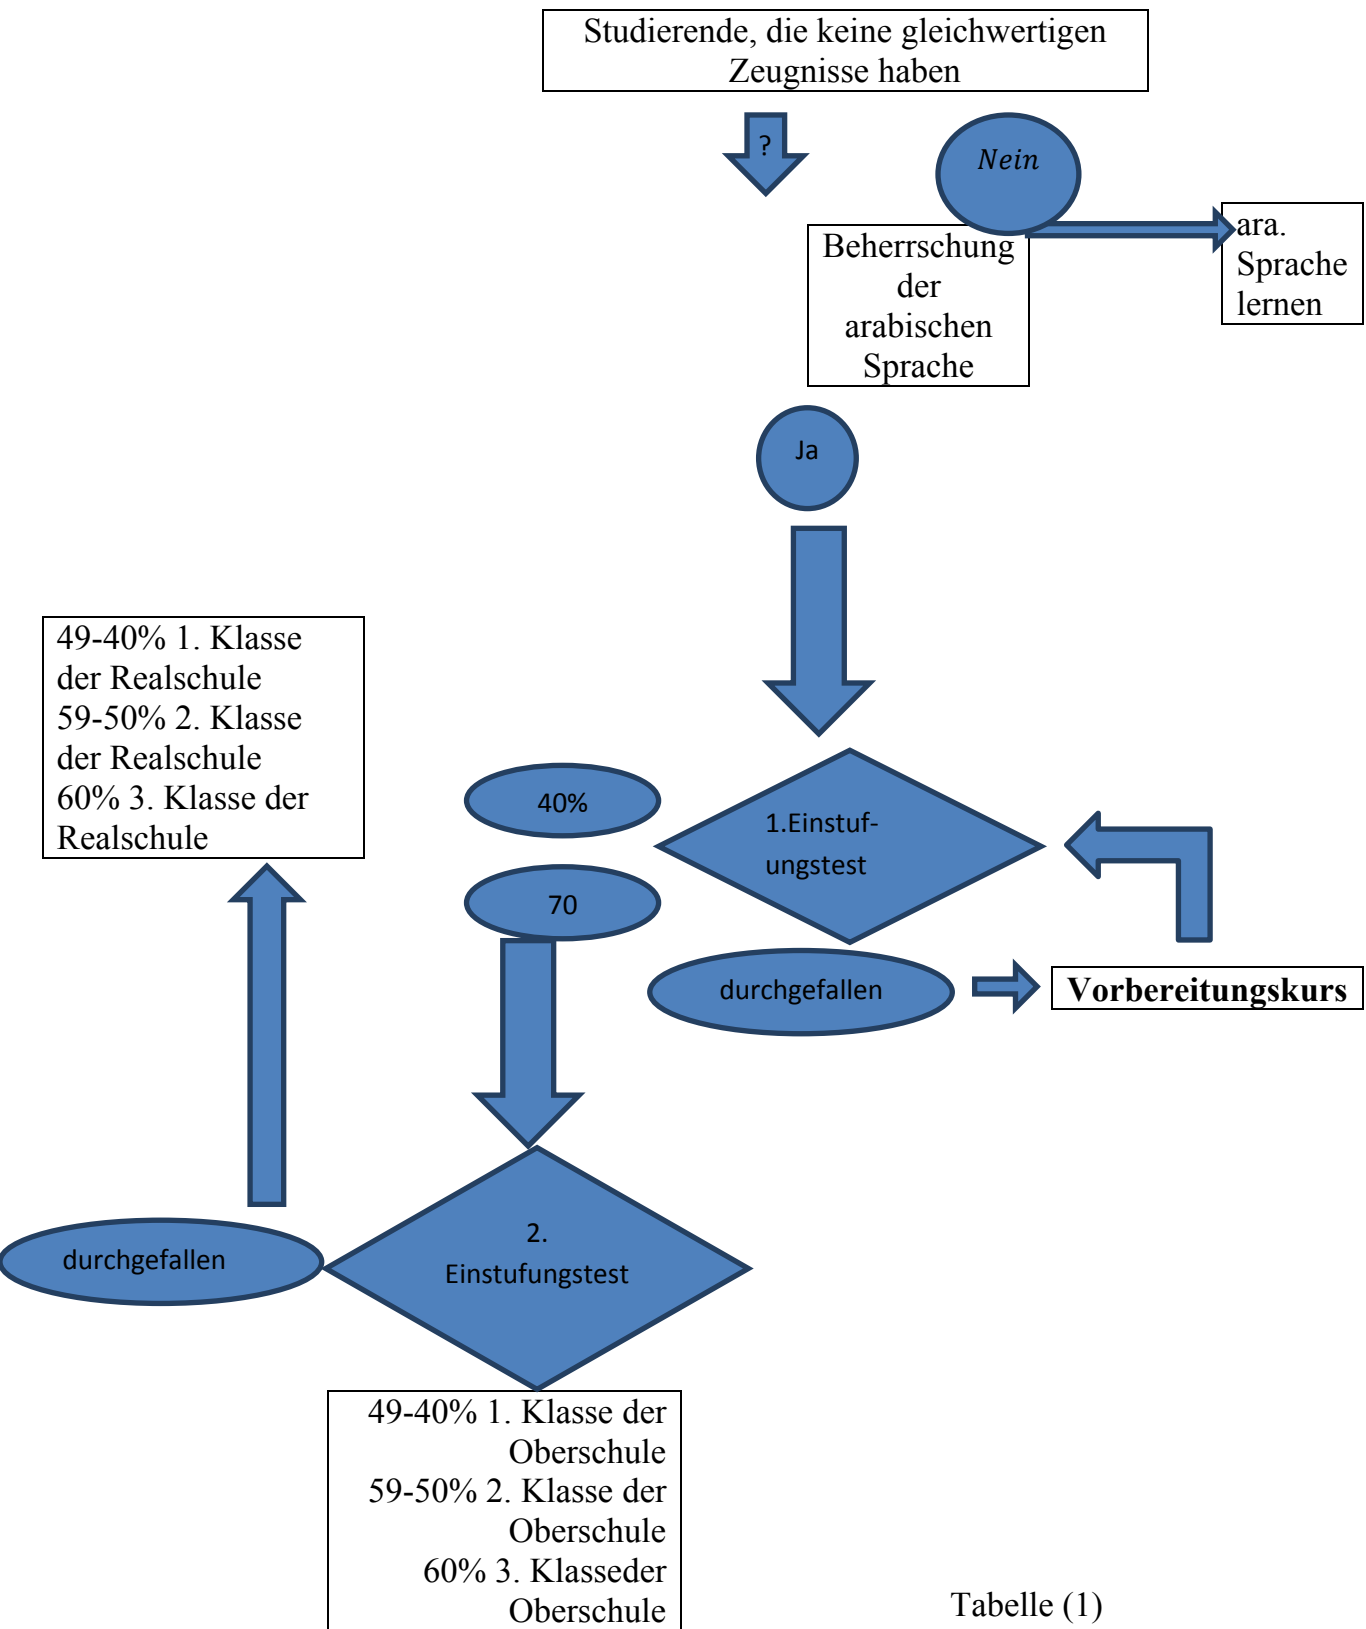 Studierende, die keine gleichwertigen
Zeugnisse haben
?
Nein
ara.
Sprache
lernen
Beherrschung
der
arabischen
Sprache
Ja
49-40% 1. Klasse
der Realschule
59-50% 2. Klasse
der Realschule
60% 3. Klasse der
Realschule
40%
1.Einstuf-
ungstest
70
durchgefallen
Vorbereitungskurs
2.
Einstufungstest
durchgefallen
49-40% 1. Klasse der
Oberschule
59-50% 2. Klasse der
Oberschule
60% 3. Klasseder
Oberschule
Tabelle (1)